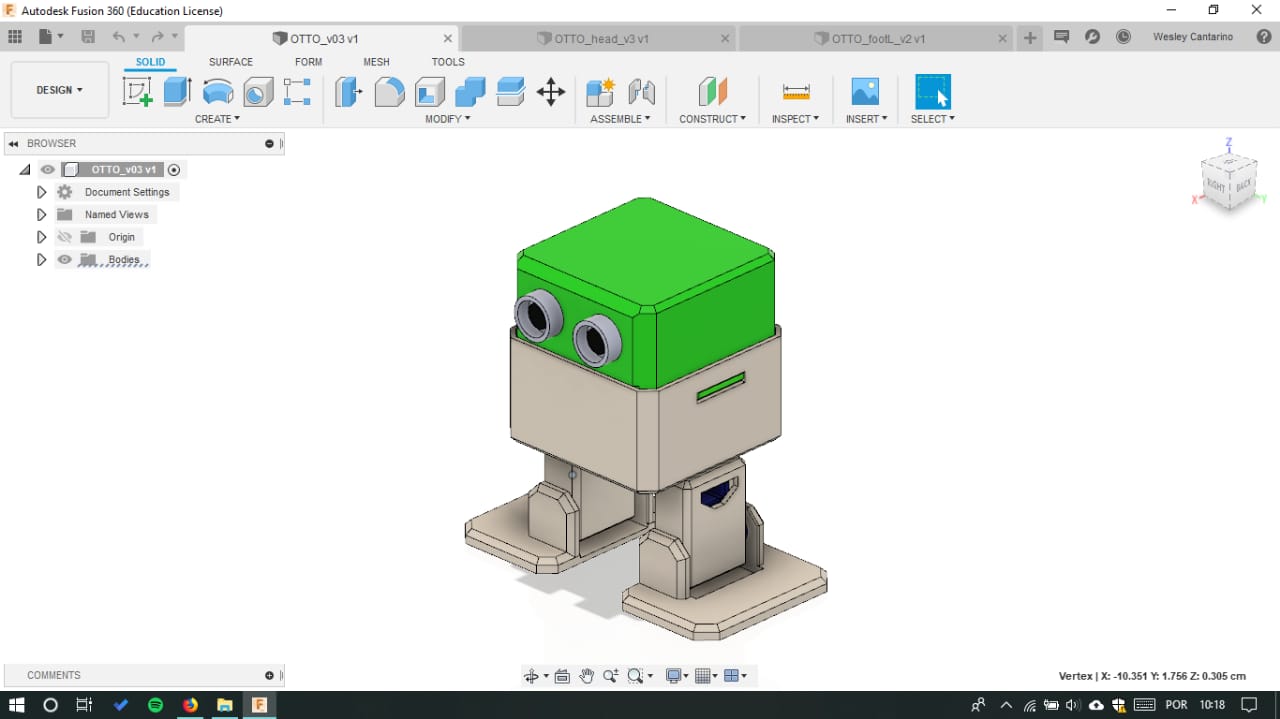 Autodesk Fusion 360 (Education License)
OTTO_v03 v1
OTTO_head_v3 v1
OTTO_footL_v2 v1
Wesley Cantarino
SOLID SURFACE FORM MESH TOOLS
DESIGN
CREATE MODIFY ASSEMBLE CONSTRUCT INSPECT INSERT SELECT
BROWSER
OTTO_v03 v1
Document Settings
Named Views
Origin
Bodies
Z
RIGHT BACK
X Y
COMMENTS
Vertex | X: -10.351 Y: 1.756 Z: 0.305 cm
POR 10:18